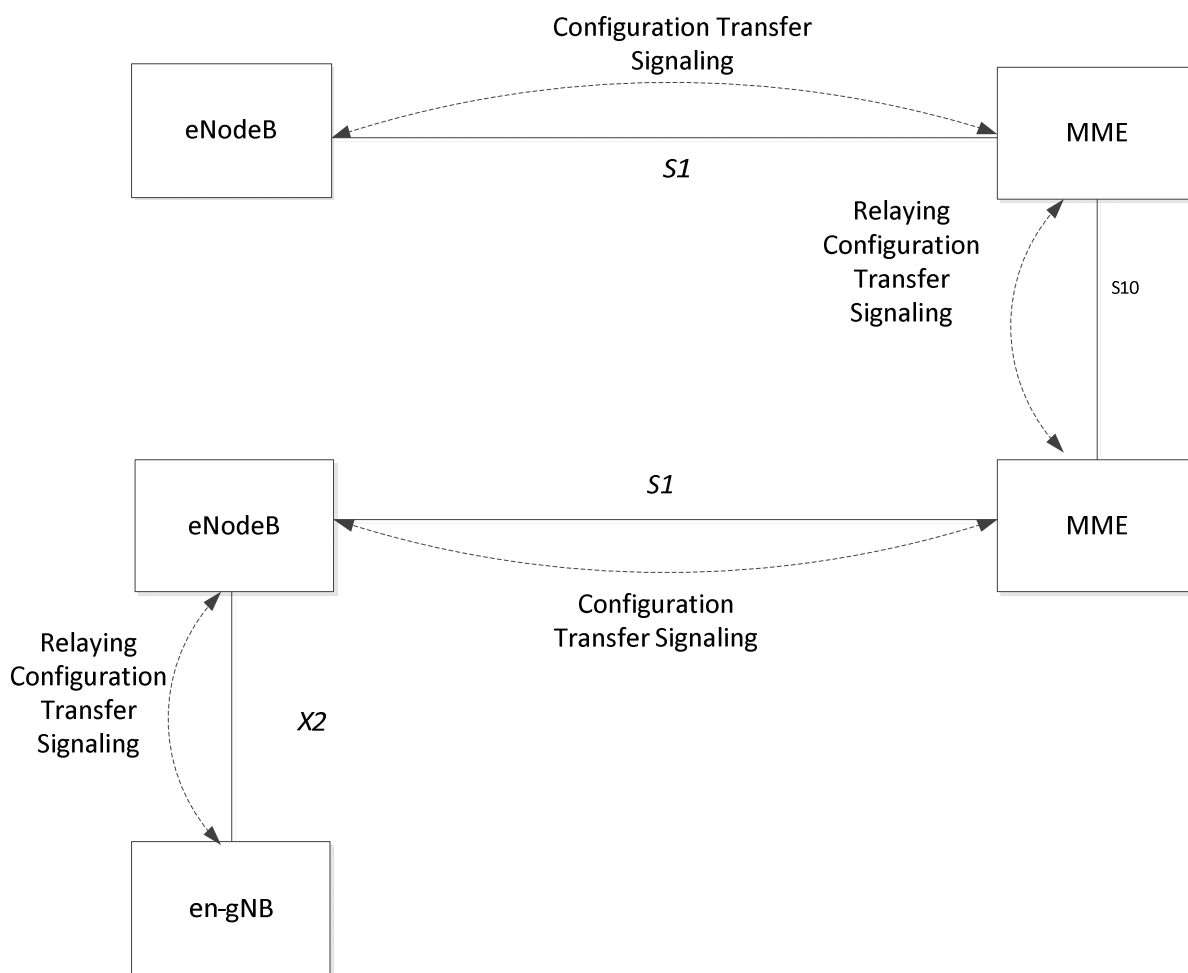 Configuration Transfer
Signaling
eNodeB
MME
S1
Relaying
Configuration
Transfer
Signaling
S10
S1
eNodeB
MME
Configuration
Transfer Signaling
Relaying
Configuration
Transfer
Signaling
X2
en-gNB